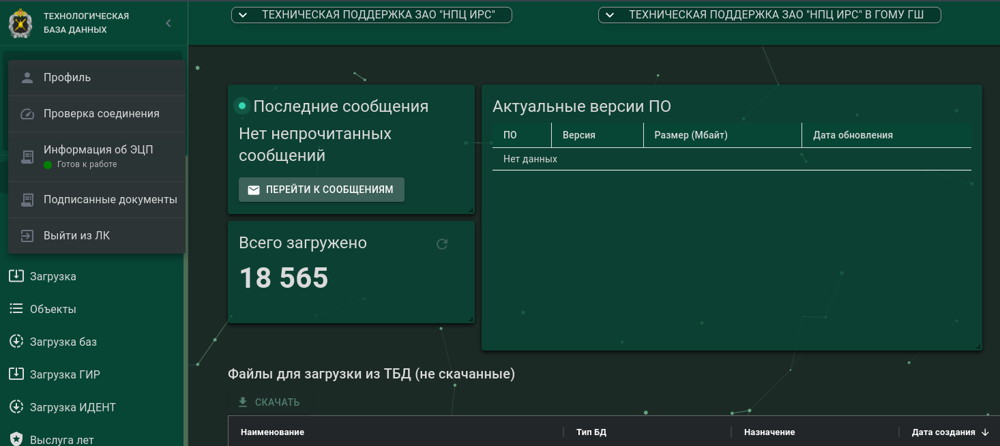 ТЕХНОЛОГИЧЕСКАЯ
БАЗА ДАННЫХ
ТЕХНИЧЕСКАЯ ПОДДЕРЖКА ЗАО "НПЦ ИРС"
ТЕХНИЧЕСКАЯ ПОДДЕРЖКА ЗАО "НПЦ ИРС" В ГОМУ ГШ
Профиль
Проверка соединения
Информация об ЭЦП
Готов к работе
Подписанные документы
Выйти из ЛК
Загрузка
Объекты
Загрузка баз
Загрузка ГИР
Загрузка ИДЕНТ
Выслуга лет
Последние сообщения
Нет непрочитанных
сообщений
ПЕРЕЙТИ К СООБЩЕНИЯМ
Всего загружено
18 565
Актуальные версии ПО
ПО Версия Размер (Мбайт) Дата обновления
Нет данных
Файлы для загрузки из ТБД (не скачанные)
СКАЧАТЬ
Наименование Тип БД Назначение Дата создания